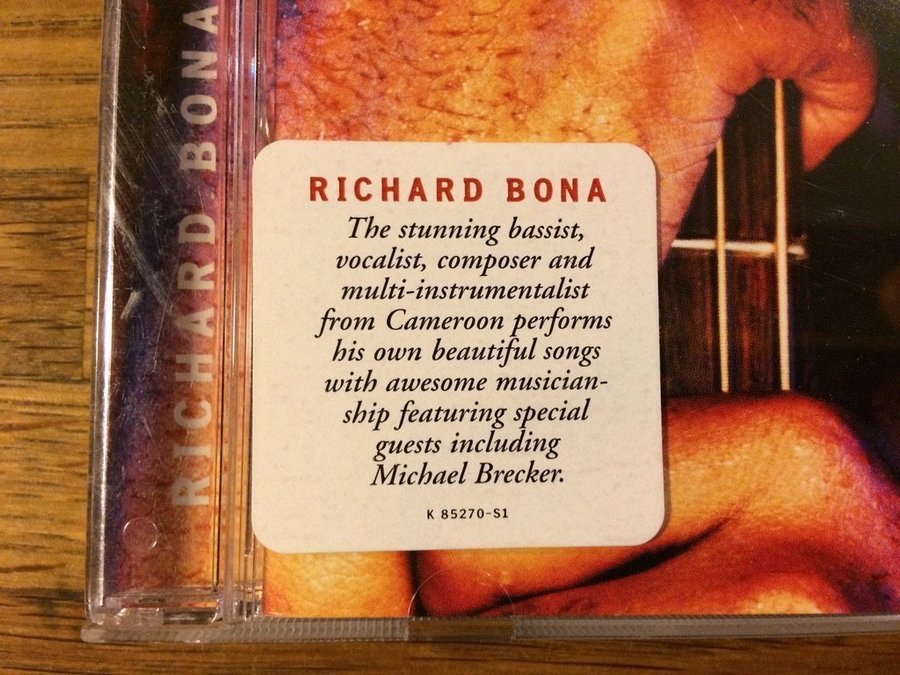 RICHARD BONA
RICHARD BONA
The stunning bassist,
vocalist, composer and
multi-instrumentalist
from Cameroon performs
his own beautiful songs
with awesome musician-
ship featuring special
guests including
Michael Brecker.
K 85270-S1